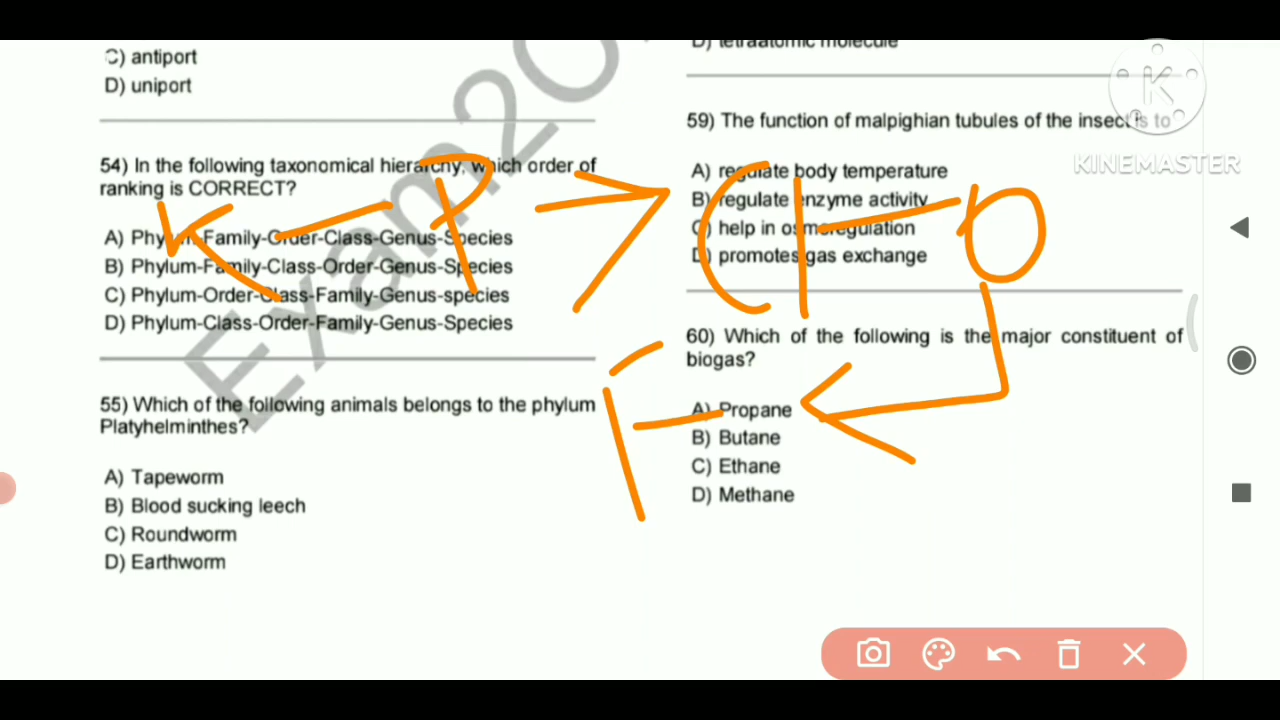 C) antiport
D) uniport
54) In the following taxonomical hierarchy, which order of
ranking is CORRECT?
A) Phylum-Family-Order-Class-Genus-Species
B) Phylum-Family-Class-Order-Genus-Species
C) Phylum-Order-Class-Family-Genus-species
D) Phylum-Class-Order-Family-Genus-Species
55) Which of the following animals belongs to the phylum
Platyhelminthes?
A) Tapeworm
B) Blood sucking leech
C) Roundworm
D) Earthworm
D) tetraatomic molecule
59) The function of malpighian tubules of the insect is to
A) regulate body temperature
B) regulate enzyme activity
C) help in osmoregulation
D) promotes gas exchange
60) Which of the following is the major constituent of
biogas?
A) Propane
B) Butane
C) Ethane
D) Methane
K
KINEMASTER
K P C O F